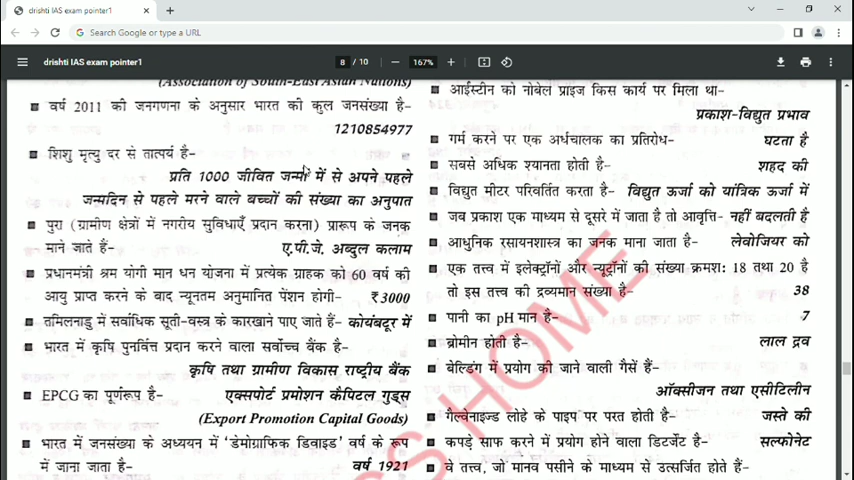 drishti IAS exam pointer1
Search Google or type a URL
drishti IAS exam pointer1
8 / 10
167%
(Association of South-East Asian Nations)
वर्ष 2011 की जनगणना के अनुसार भारत की कुल जनसंख्या है-
1210854977
शिशु मृत्यु दर से तात्पर्य है-
प्रति 1000 जीवित जन्मों में से अपने पहले
जन्मदिन से पहले मरने वाले बच्चों की संख्या का अनुपात
पुरा (ग्रामीण क्षेत्रों में नगरीय सुविधाएँ प्रदान करना) प्रारूप के जनक
माने जाते हैं- ए.पी.जे. अब्दुल कलाम
प्रधानमंत्री श्रम योगी मान धन योजना में प्रत्येक ग्राहक को 60 वर्ष की
आयु प्राप्त करने के बाद न्यूनतम अनुमानित पेंशन होगी- ₹3000
तमिलनाडु में सर्वाधिक सूती-वस्त्र के कारखाने पाए जाते हैं- कोयंबटूर में
भारत में कृषि पुनर्वित्त प्रदान करने वाला सर्वोच्च बैंक है-
कृषि तथा ग्रामीण विकास राष्ट्रीय बैंक
EPCG का पूर्णरूप है- एक्सपोर्ट प्रमोशन कैपिटल गुड्स
(Export Promotion Capital Goods)
भारत में जनसंख्या के अध्ययन में 'डेमोग्राफिक डिवाइड' वर्ष के रूप
में जाना जाता है- वर्ष 1921
आईंस्टीन को नोबेल प्राइज किस कार्य पर मिला था-
प्रकाश-विद्युत प्रभाव
गर्म करने पर एक अर्धचालक का प्रतिरोध- घटता है
सबसे अधिक श्यानता होती है- शहद की
विद्युत मीटर परिवर्तित करता है- विद्युत ऊर्जा को यांत्रिक ऊर्जा में
जब प्रकाश एक माध्यम से दूसरे में जाता है तो आवृत्ति- नहीं बदलती है
आधुनिक रसायनशास्त्र का जनक माना जाता है- लेवोजियर को
एक तत्त्व में इलेक्ट्रॉनों और न्यूट्रॉनों की संख्या क्रमश: 18 तथा 20 है
तो इस तत्त्व की द्रव्यमान संख्या है- 38
पानी का pH मान है- 7
ब्रोमीन होती है- लाल द्रव
वेल्डिंग में प्रयोग की जाने वाली गैसें हैं-
ऑक्सीजन तथा एसीटिलीन
गैल्वेनाइज्ड लोहे के पाइप पर परत होती है- जस्ते की
कपड़े साफ करने में प्रयोग होने वाला डिटर्जेंट है- सल्फोनेट
वे तत्त्व, जो मानव पसीने के माध्यम से उत्सर्जित होते हैं-
SS HOME